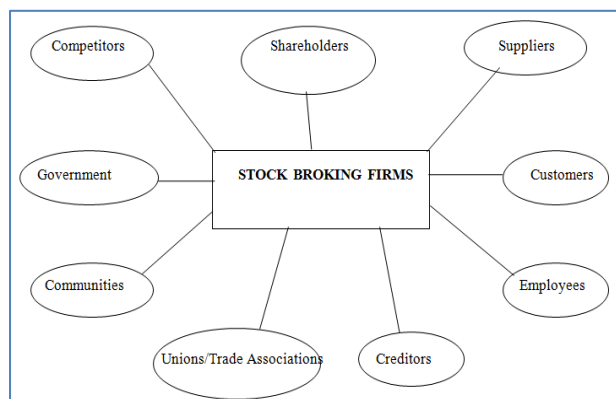 Competitors
Shareholders
Suppliers
Government
STOCK BROKING FIRMS
Customers
Communities
Employees
Unions/Trade Associations
Creditors